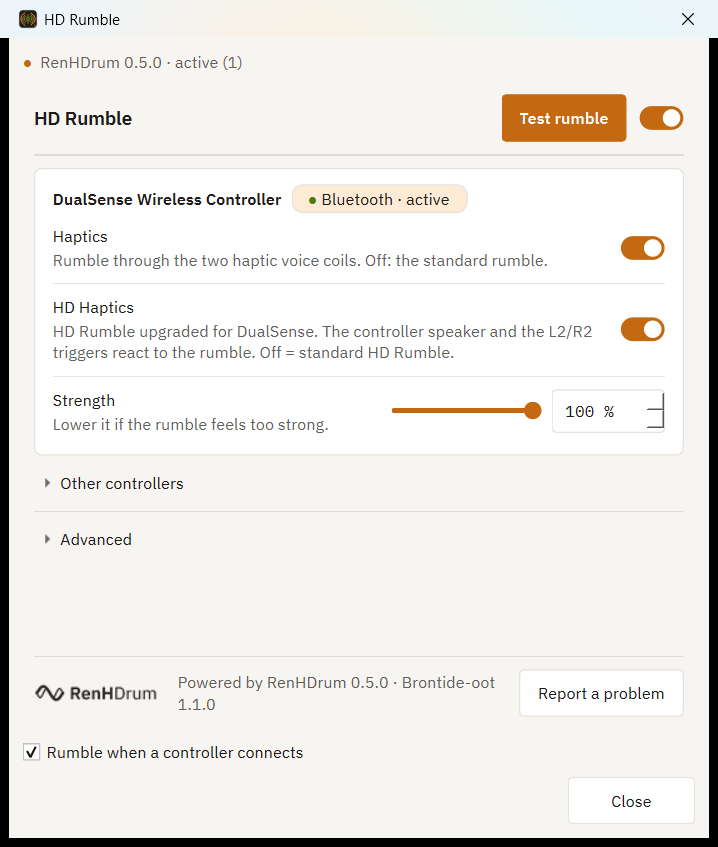 HD Rumble
RenHDrum 0.5.0 · active (1)
HD Rumble
Test rumble
DualSense Wireless Controller
Bluetooth · active
Haptics
Rumble through the two haptic voice coils. Off: the standard rumble.
HD Haptics
HD Rumble upgraded for DualSense. The controller speaker and the L2/R2
triggers react to the rumble. Off = standard HD Rumble.
Strength
Lower it if the rumble feels too strong.
100 %
Other controllers
Advanced
RenHDrum
Powered by RenHDrum 0.5.0 · Brontide-oot
1.1.0
Report a problem
Rumble when a controller connects
Close